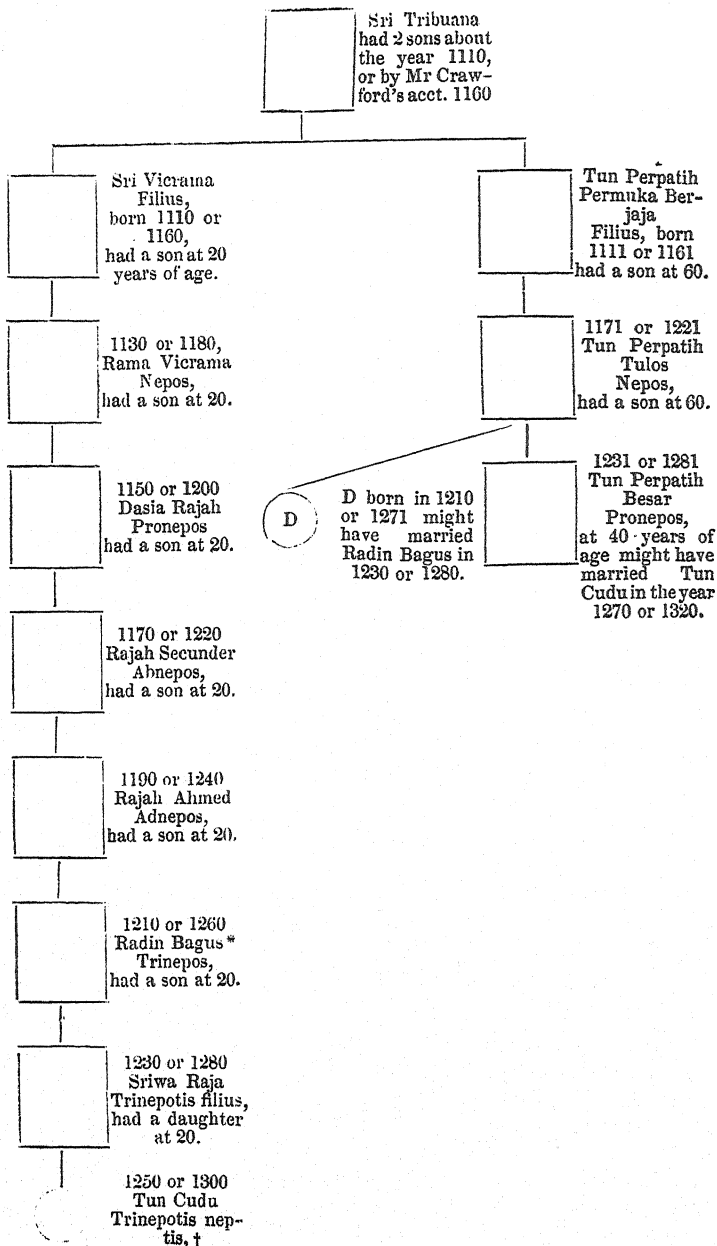 Sri Tribuana
had 2 sons about
the year 1110,
or by Mr Craw-
ford's acct. 1160
Sri Vicrama
Filius,
born 1110 or
1160,
had a son at 20
years of age.
Tun Perpatih
Permuka Ber-
jaja
Filius, born
1111 or 1161
had a son at 60.
1130 or 1180,
Rama Vicrama
Nepos,
had a son at 20.
1171 or 1221
Tun Perpatih
Tulos
Nepos,
had a son at 60.
1150 or 1200
Dasia Rajah
Pronepos
had a son at 20.
D
D born in 1210
or 1271 might
have married
Radin Bagus in
1230 or 1280.
1231 or 1281
Tun Perpatih
Besar
Pronepos,
at 40 years of
age might have
married Tun
Cudu in the year
1270 or 1320.
1170 or 1220
Rajah Secunder
Abnepos,
had a son at 20.
1190 or 1240
Rajah Ahmed
Adnepos,
had a son at 20.
1210 or 1260
Radin Bagus*
Trinepos,
had a son at 20.
1230 or 1280
Sriwa Raja
Trinepotis filius,
had a daughter
at 20.
1250 or 1300
Tun Cudu
Trinepotis nep-
tis, †